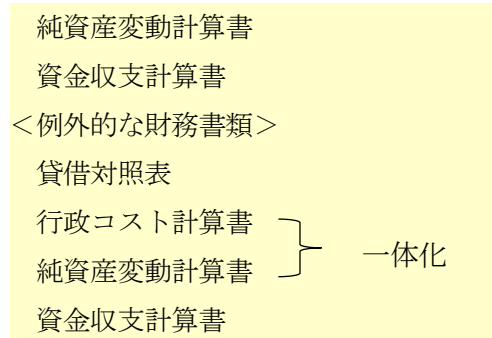 純資産変動計算書
資金収支計算書
＜例外的な財務書類＞
貸借対照表
行政コスト計算書
一体化
純資産変動計算書
資金収支計算書